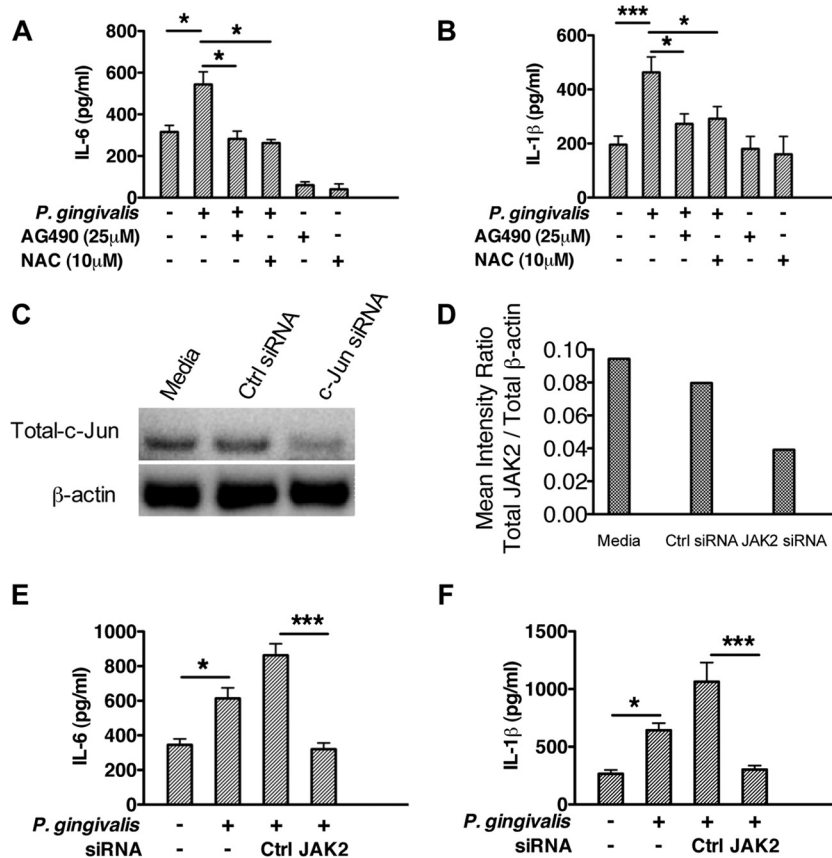 A
*
*
*
IL-6 (pg/ml)
800
600
400
200
0
P. gingivalis - + + + - -
AG490 (25μM) - - + - + -
NAC (10μM) - - - + - +
B
***
*
*
IL-1β (pg/ml)
600
400
200
0
P. gingivalis - + + + - -
AG490 (25μM) - - + - + -
NAC (10μM) - - - + - +
C
Media
Ctrl siRNA
c-Jun siRNA
Total-c-Jun
β-actin
D
Mean Intensity Ratio
Total JAK2 / Total β-actin
0.10
0.08
0.06
0.04
0.02
0.00
Media Ctrl siRNA JAK2 siRNA
E
*
***
IL-6 (pg/ml)
1000
800
600
400
200
0
P. gingivalis - + + +
siRNA - - Ctrl JAK2
F
*
***
IL-1β (pg/ml)
1500
1000
500
0
P. gingivalis - + + +
siRNA - - Ctrl JAK2